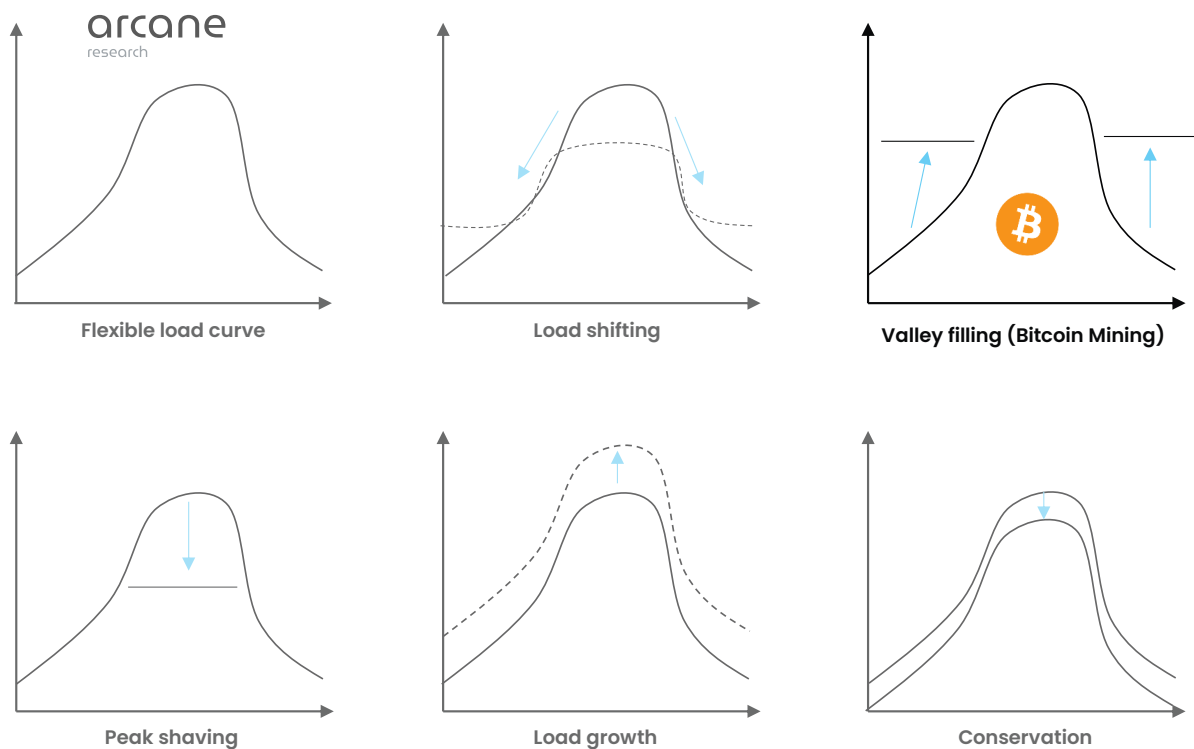 arcane
research
Flexible load curve
Load shifting
Valley filling (Bitcoin Mining)
Peak shaving
Load growth
Conservation